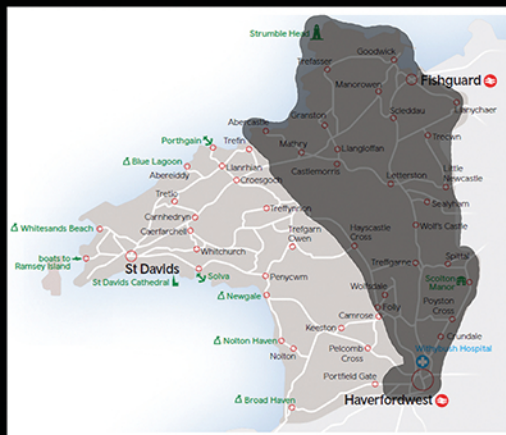 Strumble Head
Goodwick
Trefasser
Fishguard
Manorowen
Llanychaer
Granston
Scleddau
Abercastle
Trecwn
Porthgain
Trefin
Mathry
Llangloffan
Blue Lagoon
Llanrhian
Castlemorris
Abereiddy
Croesgoch
Letterston
Little
Newcastle
Tretio
Sealyham
Treffynnon
Carnhedryn
Whitesands Beach
Caerfarchell
Hayscastle
Cross
Wolf's Castle
Trefgarn
Owen
boats to
Ramsey Island
Whitchurch
Treffgarne
Spittal
St Davids
Scolton
Manor
St Davids Cathedral
Solva
Penycwm
Wolfsdale
Newgale
Poyston
Cross
Folly
Camrose
Keeston
Crundale
Nolton Haven
Nolton
Pelcomb
Cross
Withybush Hospital
Portfield Gate
Broad Haven
Haverfordwest